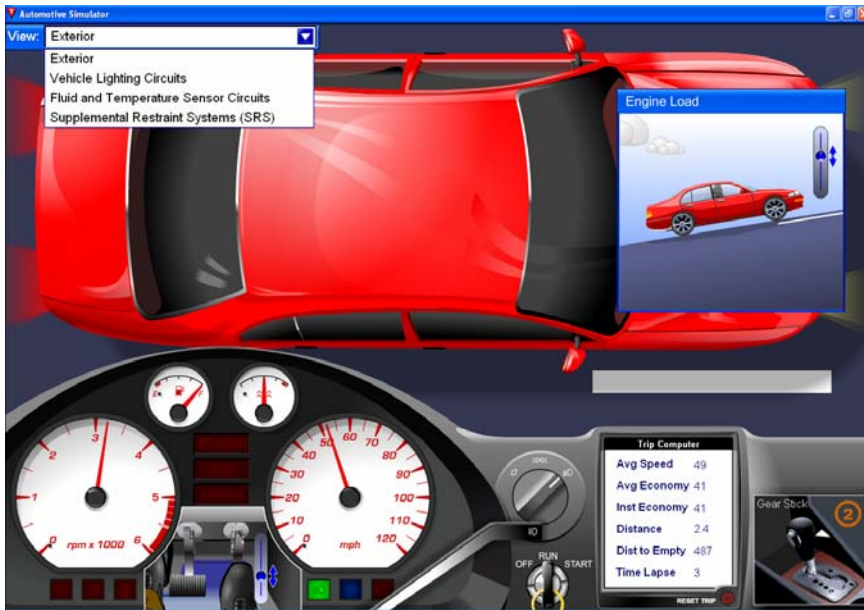 Automotive Simulator
View: Exterior
Exterior
Vehicle Lighting Circuits
Fluid and Temperature Sensor Circuits
Supplemental Restraint Systems (SRS)
Engine Load
E F
0 1 2 3 4 5 6
rpm x 1000
0 10 20 30 40 50 60 70 80 90 100 110 120
mph
OFF RUN START
Trip Computer
Avg Speed 49
Avg Economy 41
Inst Economy 41
Distance 2.4
Dist to Empty 487
Time Lapse 3
RESET TRIP
Gear Stick
2